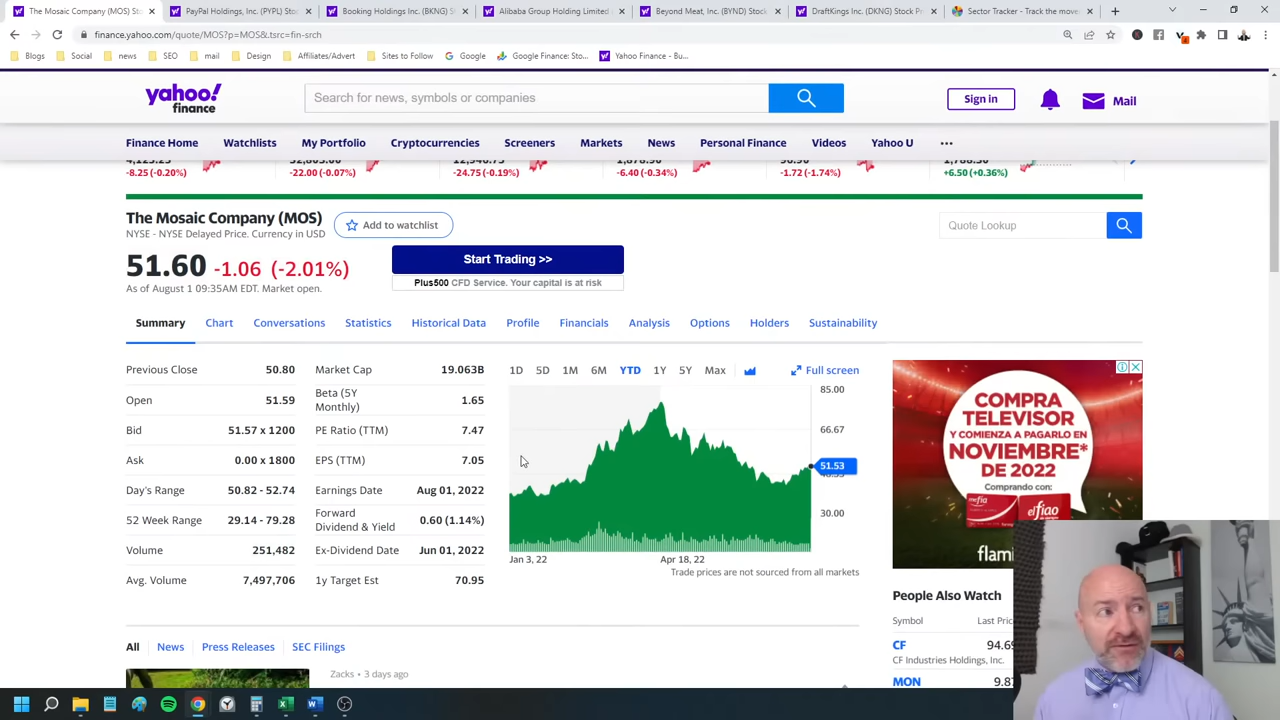 The Mosaic Company (MOS) St
PayPal Holdings, Inc. (PYPL) Sto
Booking Holdings Inc. (BKNG) S
Alibaba Group Holding Limited
Beyond Meat, Inc. (BYND) Stock
DraftKings Inc. (DKNG) Stock P
Sector Tracker - Track the move
finance.yahoo.com/quote/MOS?p=MOS&.tsrc=fin-srch
Blogs
Social
news
SEO
mail
Design
Affiliates/Advert
Sites to Follow
Google
Google Finance: Sto...
Yahoo Finance - Bu...
yahoo!
finance
Search for news, symbols or companies
Sign in
Mail
Finance Home
Watchlists
My Portfolio
Cryptocurrencies
Screeners
Markets
News
Personal Finance
Videos
Yahoo U
-8.25 (-0.20%)
-22.00 (-0.07%)
-24.75 (-0.19%)
-6.40 (-0.34%)
-1.72 (-1.74%)
+6.50 (+0.36%)
The Mosaic Company (MOS)
Add to watchlist
NYSE - NYSE Delayed Price. Currency in USD
Quote Lookup
51.60 -1.06 (-2.01%)
As of August 1 09:35AM EDT. Market open.
Start Trading >>
Plus500 CFD Service. Your capital is at risk
Summary
Chart
Conversations
Statistics
Historical Data
Profile
Financials
Analysis
Options
Holders
Sustainability
Previous Close 50.80
Open 51.59
Bid 51.57 x 1200
Ask 0.00 x 1800
Day's Range 50.82 - 52.74
52 Week Range 29.14 - 79.28
Volume 251,482
Avg. Volume 7,497,706
Market Cap 19.063B
Beta (5Y
Monthly) 1.65
PE Ratio (TTM) 7.47
EPS (TTM) 7.05
Earnings Date Aug 01, 2022
Forward
Dividend & Yield 0.60 (1.14%)
Ex-Dividend Date Jun 01, 2022
1y Target Est 70.95
1D
5D
1M
6M
YTD
1Y
5Y
Max
Full screen
85.00
66.67
51.53
30.00
Jan 3, 22
Apr 18, 22
Trade prices are not sourced from all markets
COMPRA
TELEVISOR
Y COMIENZA A PAGARLO EN
NOVIEMBRE*
DE 2022
Comprando con:
elfiao
flami
People Also Watch
Symbol
Last Pric
CF
94.69
CF Industries Holdings, Inc.
MON
9.87
All
News
Press Releases
SEC Filings
Zacks • 3 days ago